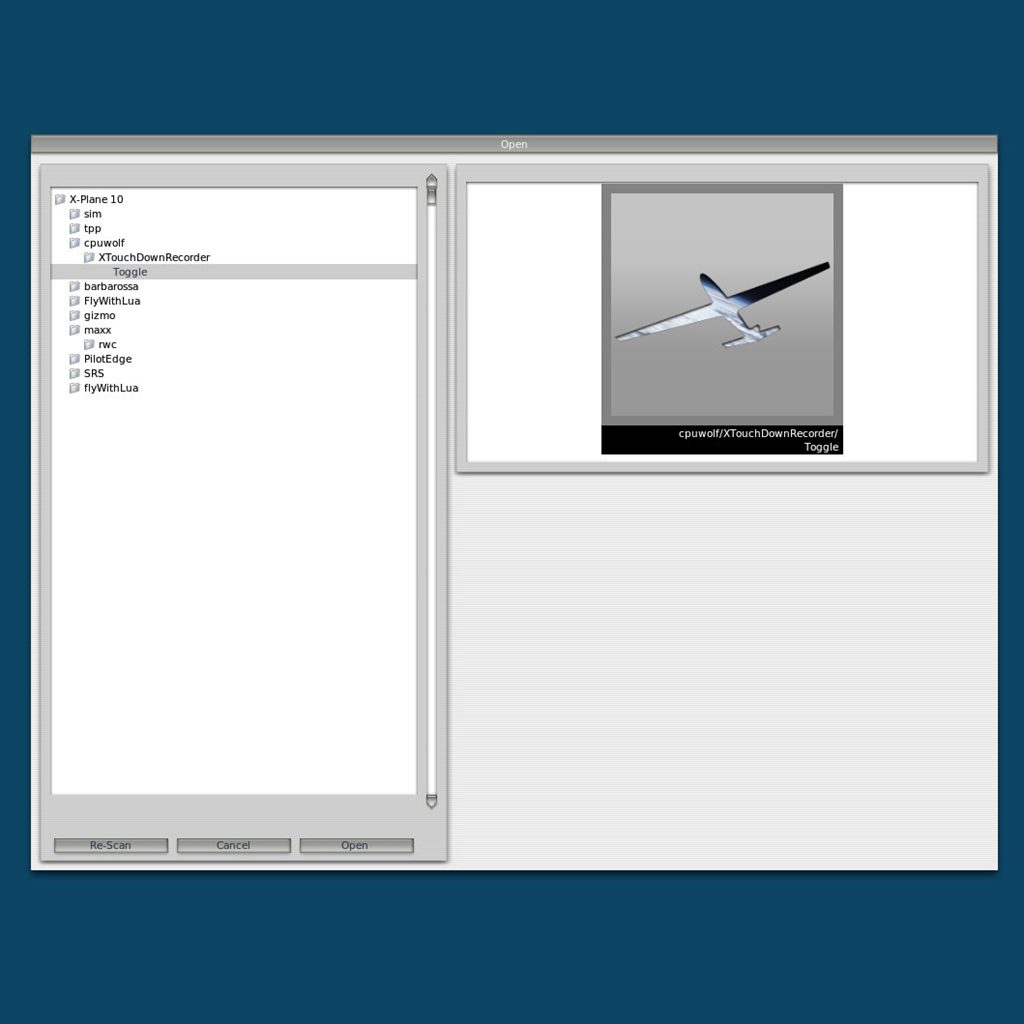 Open
X-Plane 10
sim
tpp
cpuwolf
XTouchDownRecorder
Toggle
barbarossa
FlyWithLua
gizmo
maxx
rwc
PilotEdge
SRS
flyWithLua
Re-Scan
Cancel
Open
cpuwolf/XTouchDownRecorder/
Toggle